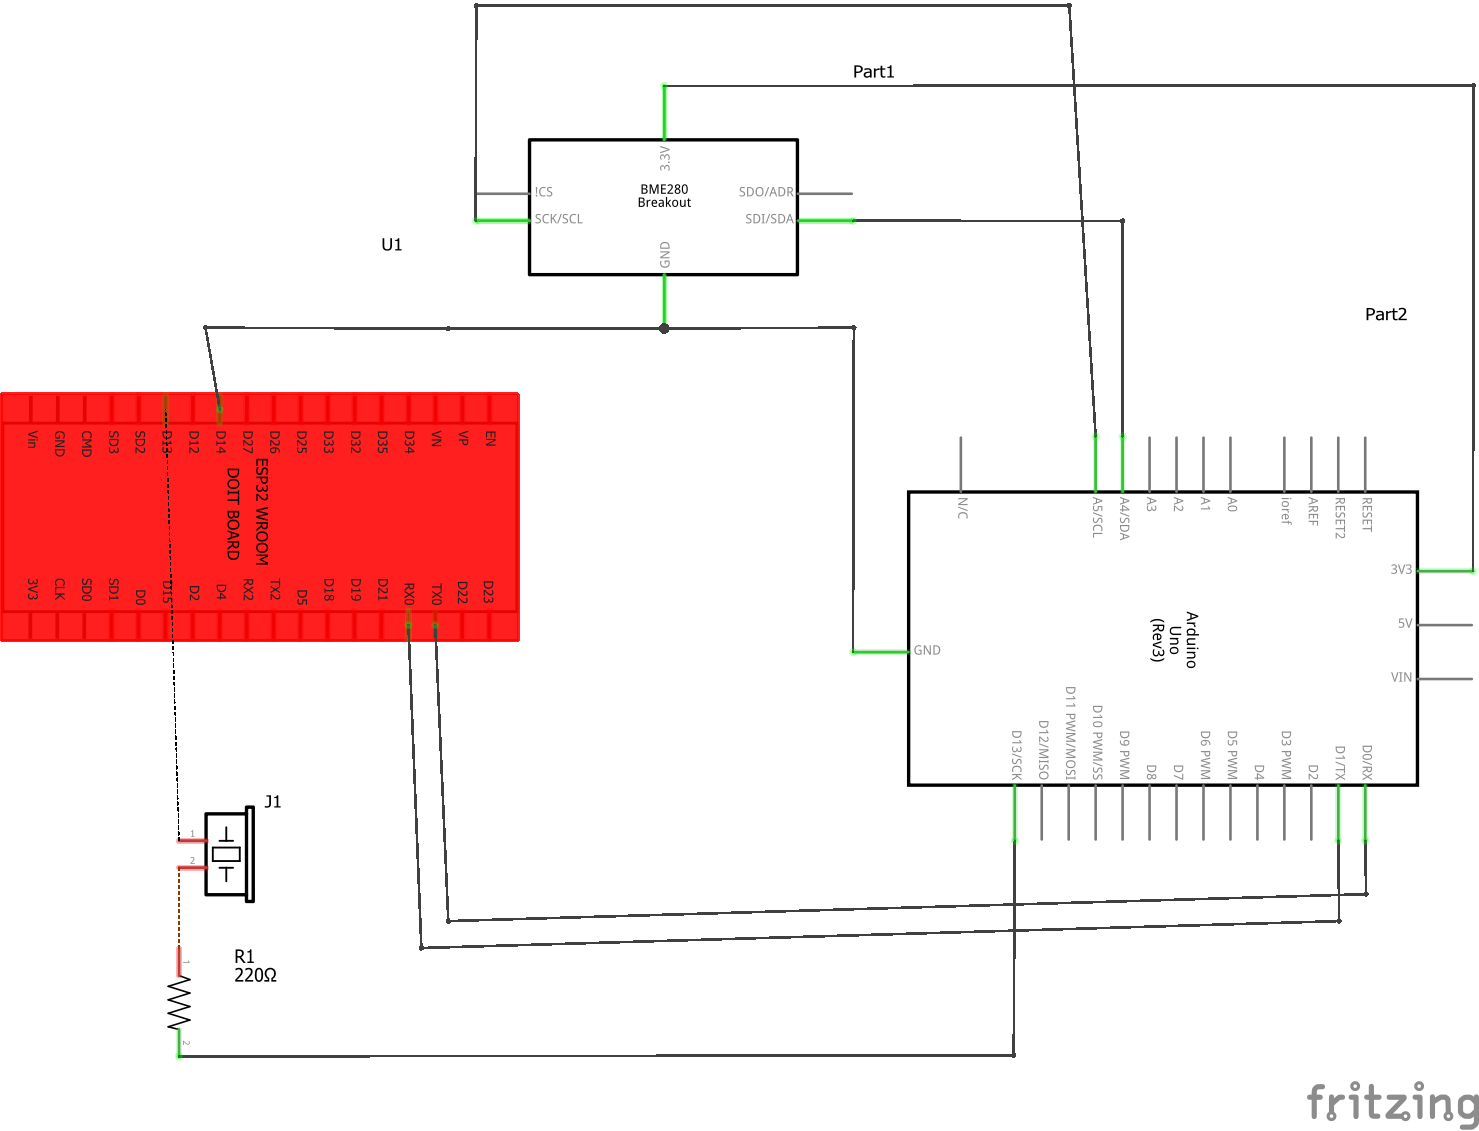 Part1
3.3V
!CS
SDO/ADR
BME280
Breakout
SCK/SCL
SDI/SDA
GND
U1
Part2
Vin
GND
CMD
SD3
SD2
D13
D12
D14
D27
D26
D25
D33
D32
D35
D34
VN
VP
EN
ESP32 WROOM
DOIT BOARD
3V3
CLK
SD0
SD1
D0
D15
D2
D4
RX2
TX2
D5
D18
D19
D21
RX0
TX0
D22
D23
N/C
A5/SCL
A4/SDA
A3
A2
A1
A0
ioref
AREF
RESET2
RESET
3V3
5V
VIN
Arduino
Uno
(Rev3)
GND
D13/SCK
D12/MISO
D11 PWM/MOSI
D10 PWM/SS
D9 PWM
D8
D7
D6 PWM
D5 PWM
D4
D3 PWM
D2
D1/TX
D0/RX
J1
1
2
R1
220Ω
1
2
fritzing